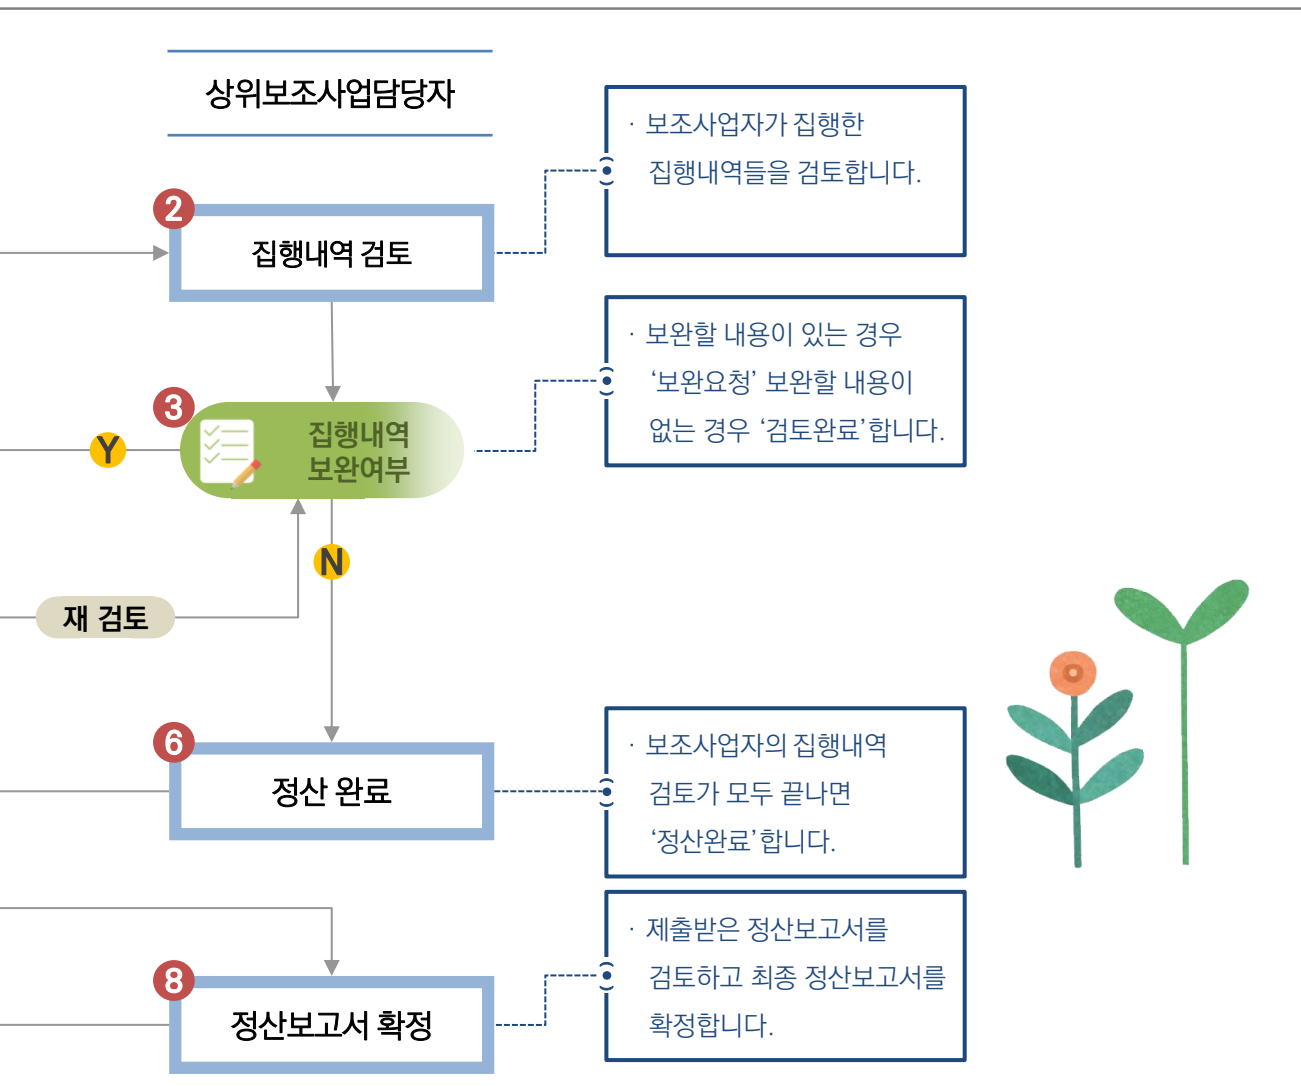 상위보조사업담당자
· 보조사업자가 집행한
집행내역들을 검토합니다.
2
집행내역 검토
· 보완할 내용이 있는 경우
‘보완요청’ 보완할 내용이
없는 경우 ‘검토완료’합니다.
3
집행내역
보완여부
Y
N
재 검토
6
정산 완료
· 보조사업자의 집행내역
검토가 모두 끝나면
‘정산완료’합니다.
· 제출받은 정산보고서를
검토하고 최종 정산보고서를
확정합니다.
8
정산보고서 확정